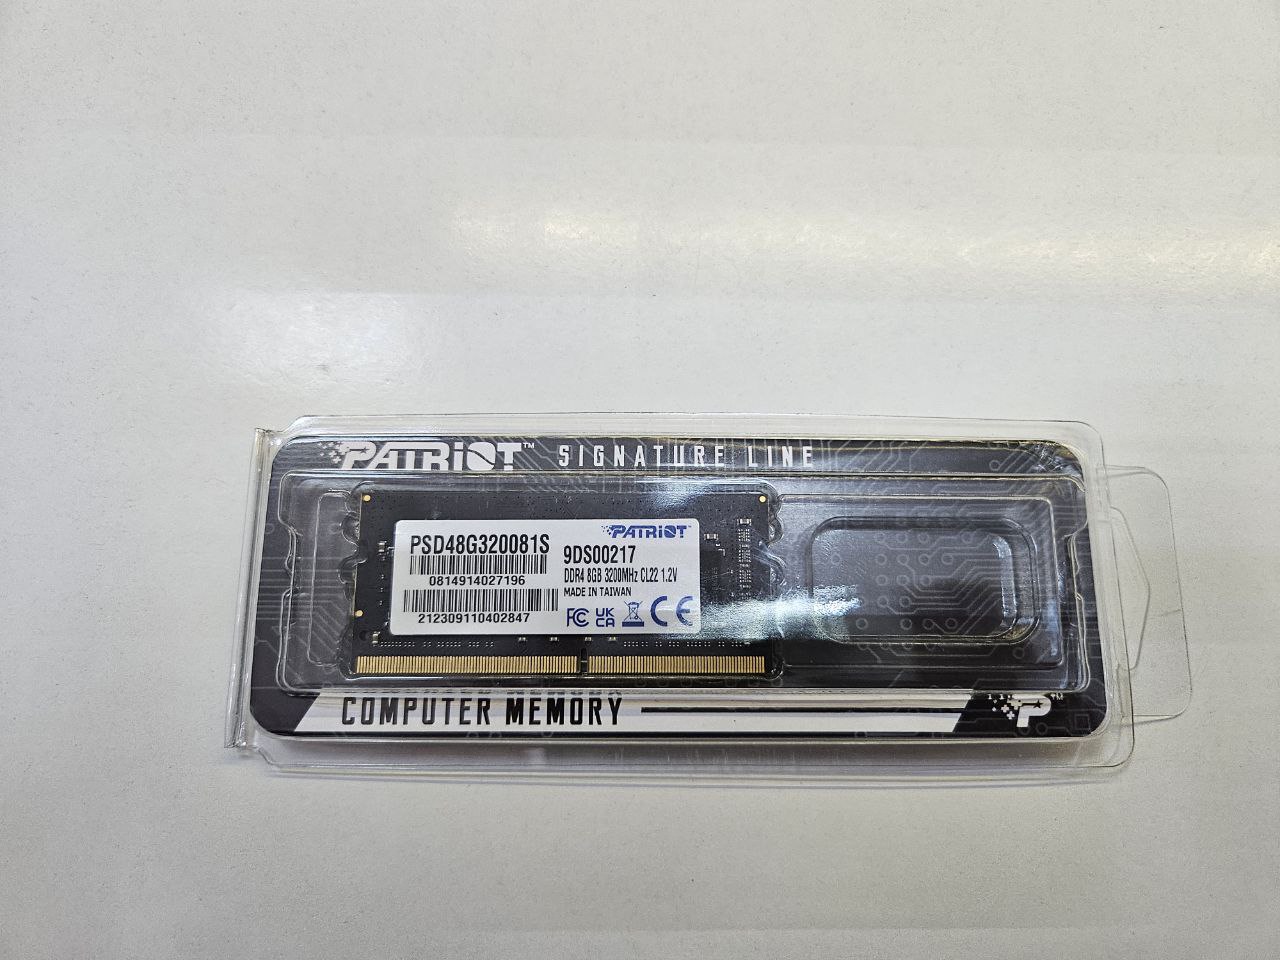 PATRIOT™ SIGNATURE LINE
PATRIOT
PSD48G320081S
9DS00217
0814914027196
DDR4 8GB 3200MHz CL22 1.2V
MADE IN TAIWAN
212309110402847
FC UK CA CE
COMPUTER MEMORY
P™